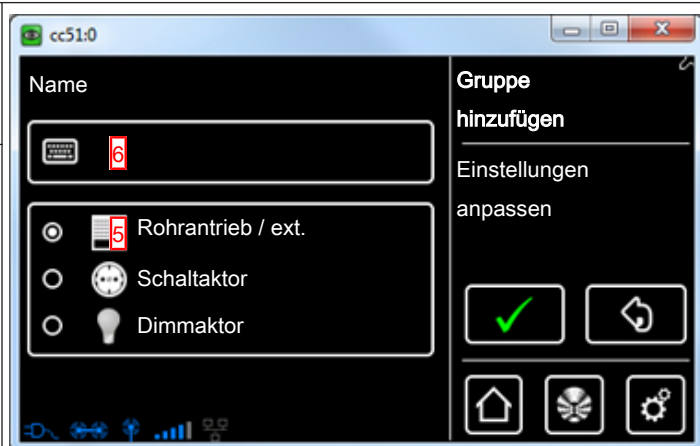 cc51:0
Name
6
5 Rohrantrieb / ext.
Schaltaktor
Dimmaktor
Gruppe
hinzufügen
Einstellungen
anpassen